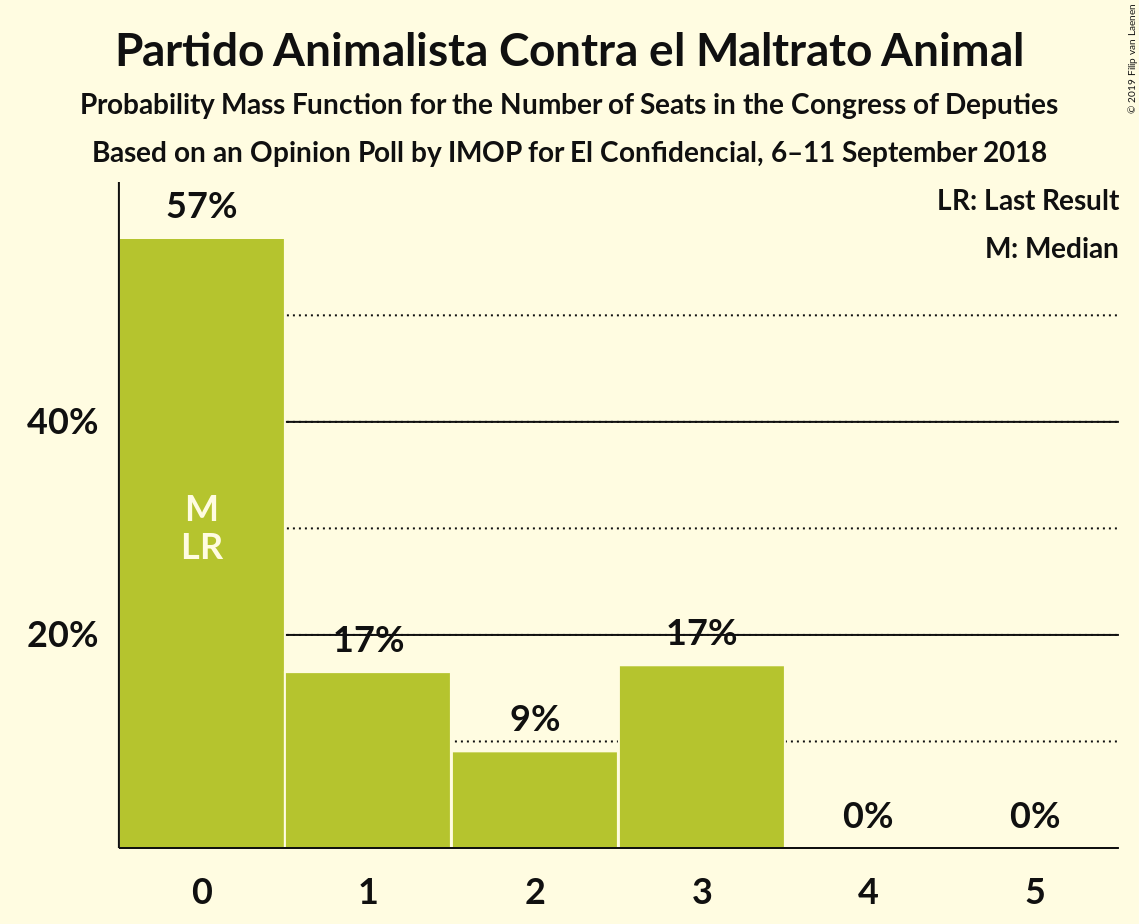 Partido Animalista Contra el Maltrato Animal
Probability Mass Function for the Number of Seats in the Congress of Deputies
Based on an Opinion Poll by IMOP for El Confidencial, 6–11 September 2018
© 2019 Filip van Laenen
LR: Last Result
M: Median
57%
40%
M
LR
20%
17%
17%
9%
0%
0%
0
1
2
3
4
5